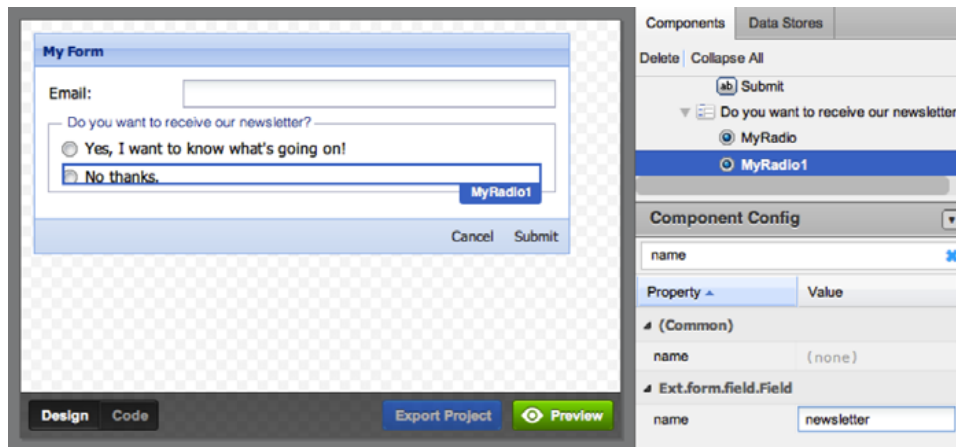 My Form
Email:
Do you want to receive our newsletter?
Yes, I want to know what's going on!
No thanks.
MyRadio1
Cancel Submit
Design Code Export Project Preview
Components Data Stores
Delete Collapse All
ab Submit
Do you want to receive our newsletter
MyRadio
MyRadio1
Component Config
name
Property Value
(Common)
name (none)
Ext.form.field.Field
name newsletter